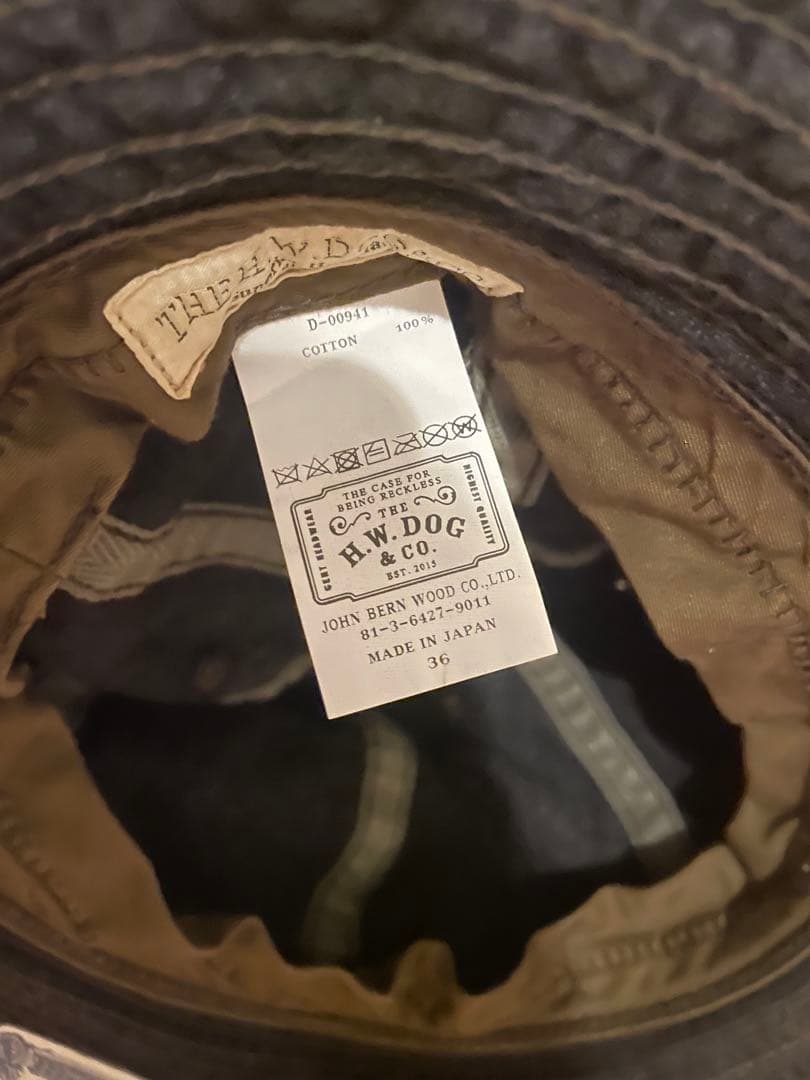 THE H.W. D
D-00941
COTTON 100%
THE CASE FOR
BEING RECKLESS
GENT HEADWEAR
HIGHEST QUALITY
THE
H.W. DOG
& CO.
EST. 2015
JOHN BERN WOOD CO.,LTD.
81-3-6427-9011
MADE IN JAPAN
36